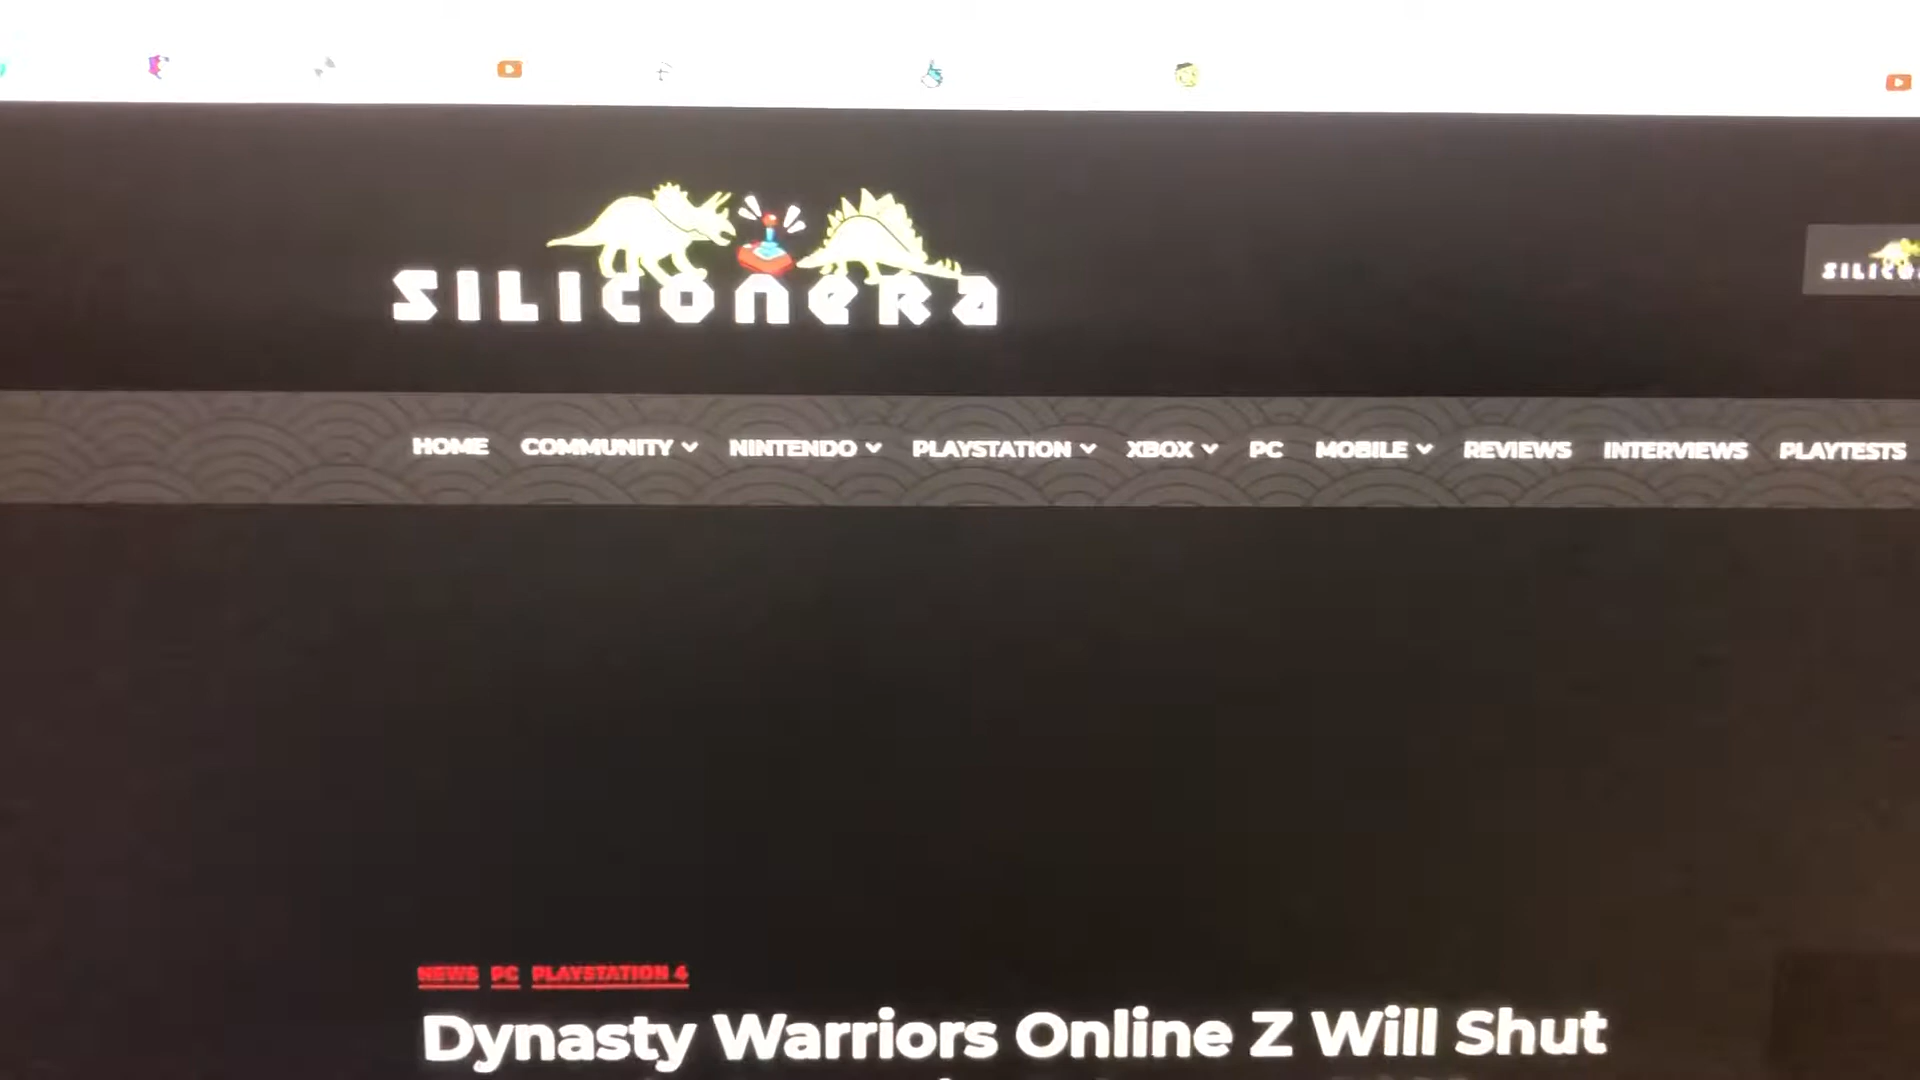 SILICONERA
HOME COMMUNITY NINTENDO PLAYSTATION XBOX PC MOBILE REVIEWS INTERVIEWS PLAYTESTS
NEWS PC PLAYSTATION 4
Dynasty Warriors Online Z Will Shut